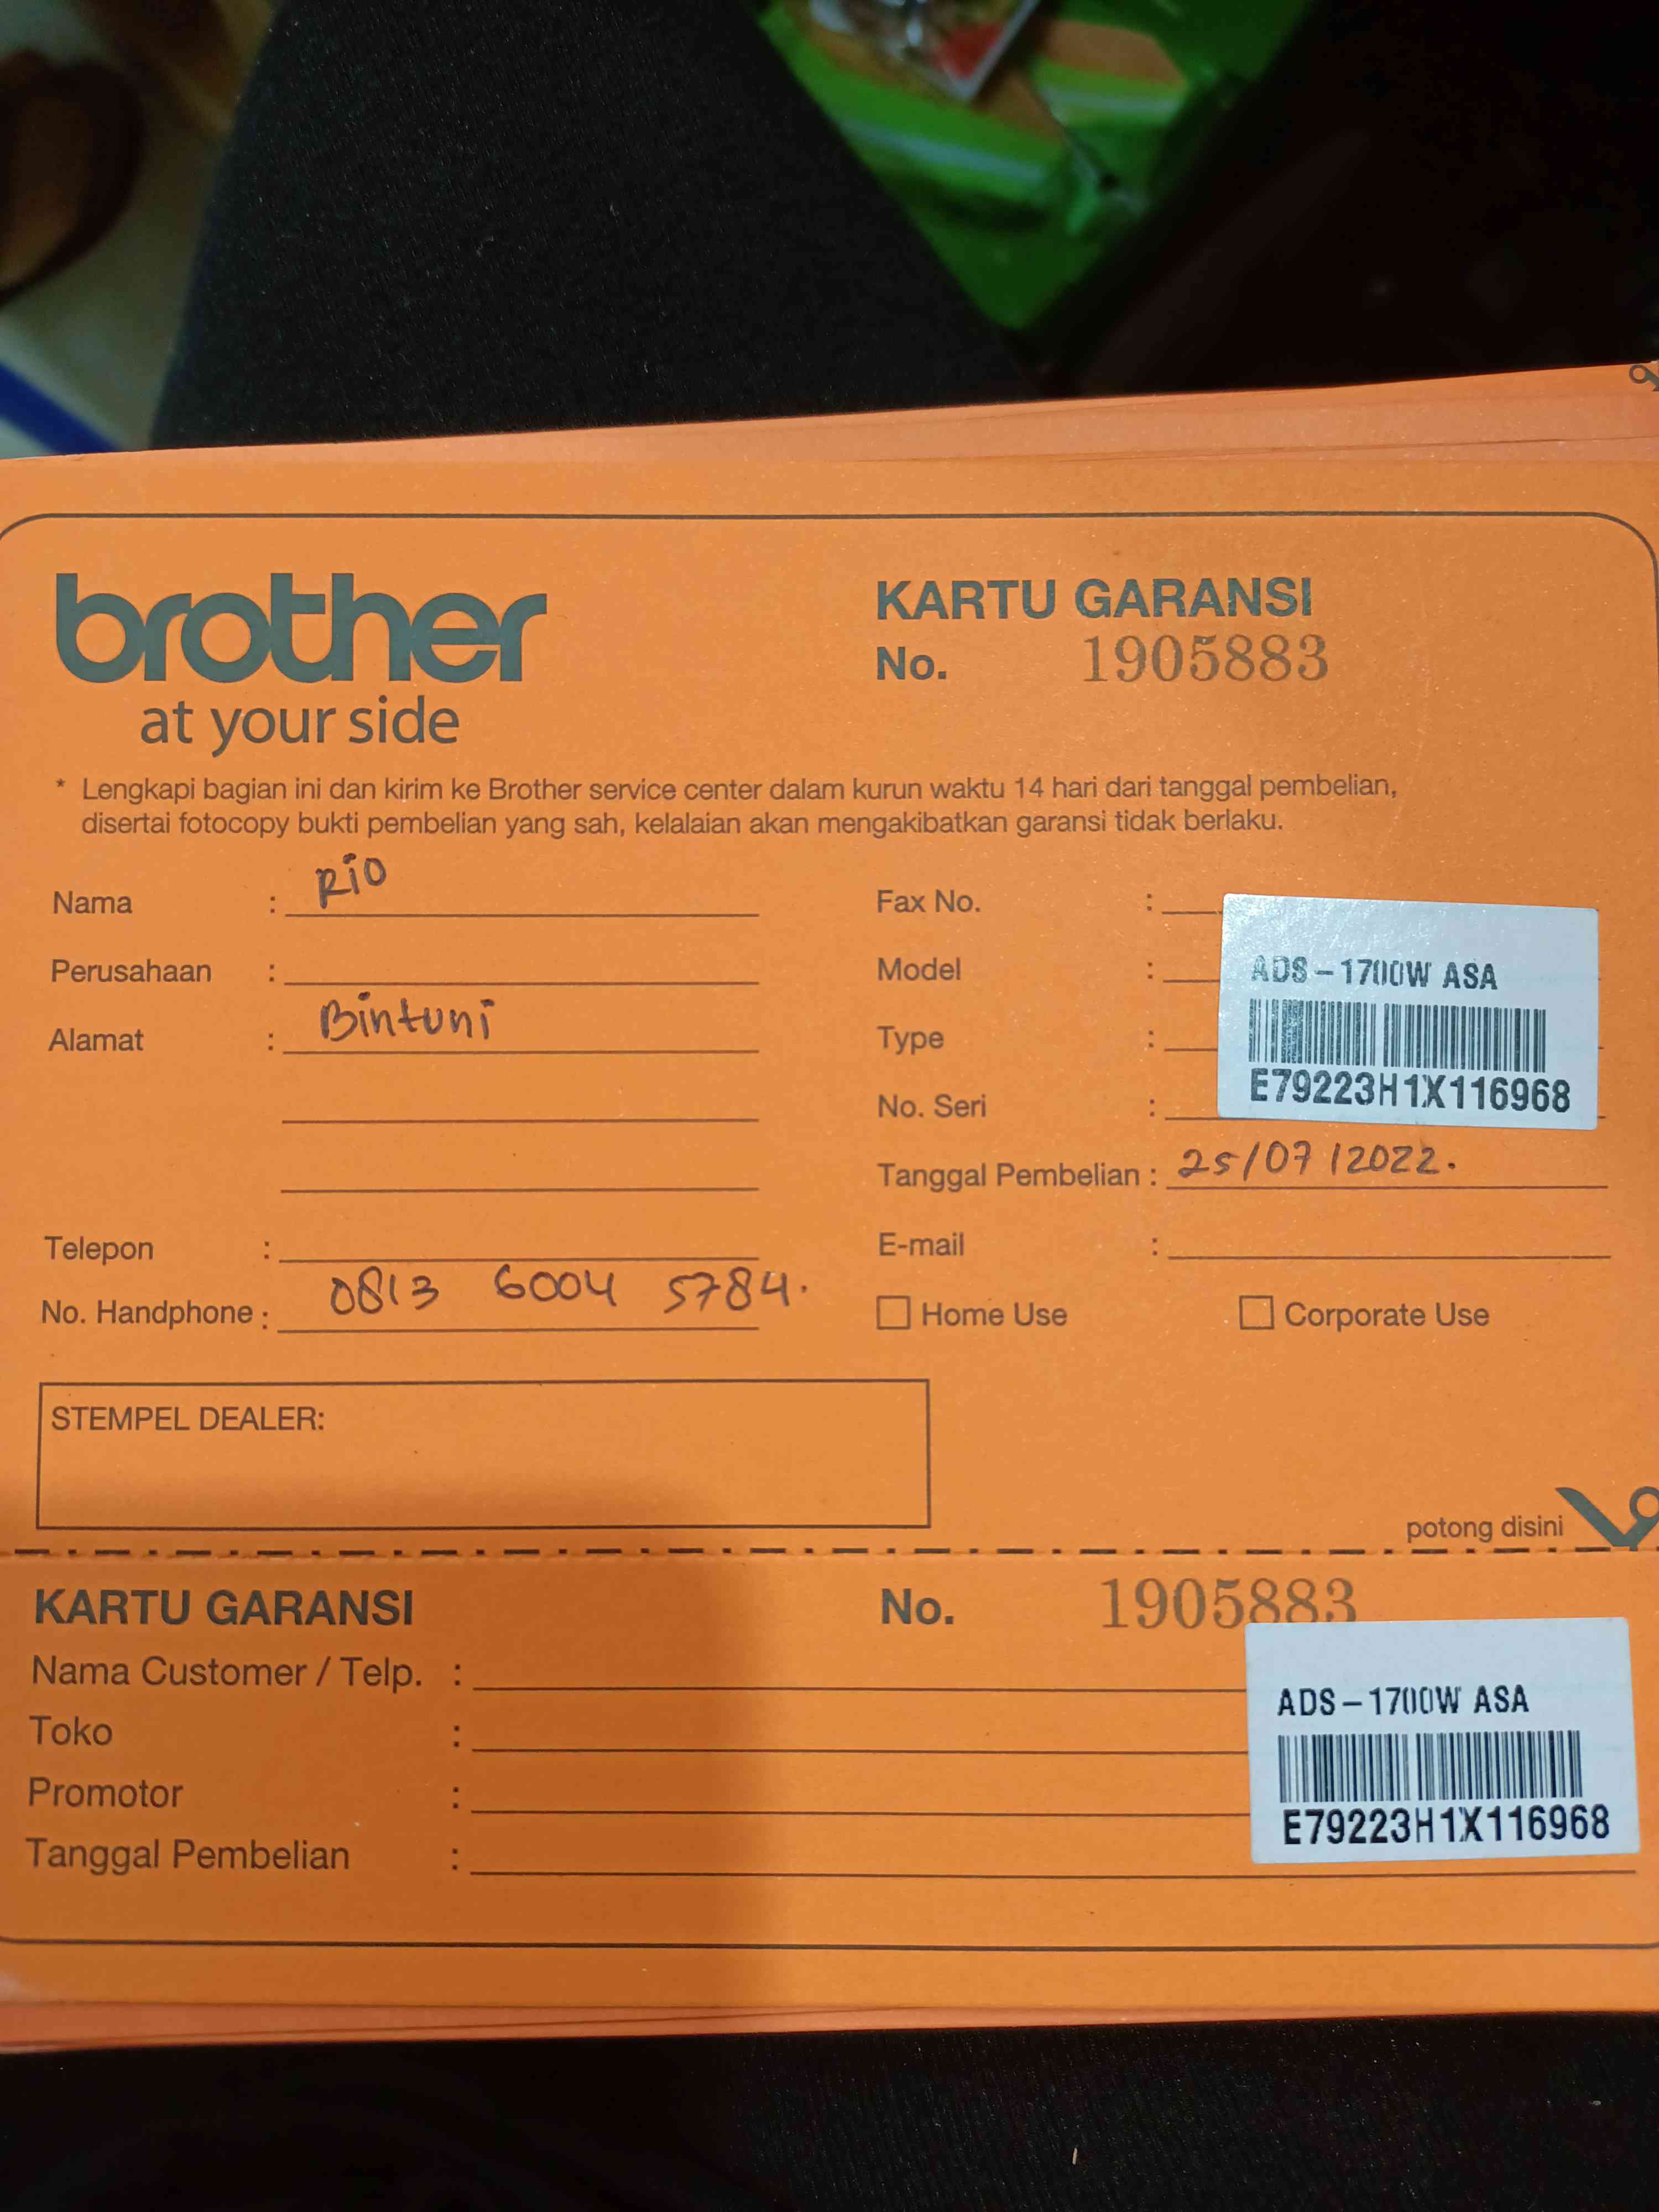 brother
at your side
KARTU GARANSI
No. 1905883
* Lengkapi bagian ini dan kirim ke Brother service center dalam kurun waktu 14 hari dari tanggal pembelian,
disertai fotocopy bukti pembelian yang sah, kelalaian akan mengakibatkan garansi tidak berlaku.
Nama : Rio
Perusahaan :
Alamat : Bintuni
Telepon :
No. Handphone : 0813 6004 5784.
Fax No. :
Model :
Type :
No. Seri :
ADS-1700W ASA
E79223H1X116968
Tanggal Pembelian : 25/07/2022.
E-mail :
Home Use
Corporate Use
STEMPEL DEALER:
potong disini
KARTU GARANSI
No. 1905883
Nama Customer / Telp. :
Toko :
Promotor :
Tanggal Pembelian :
ADS-1700W ASA
E79223H1X116968